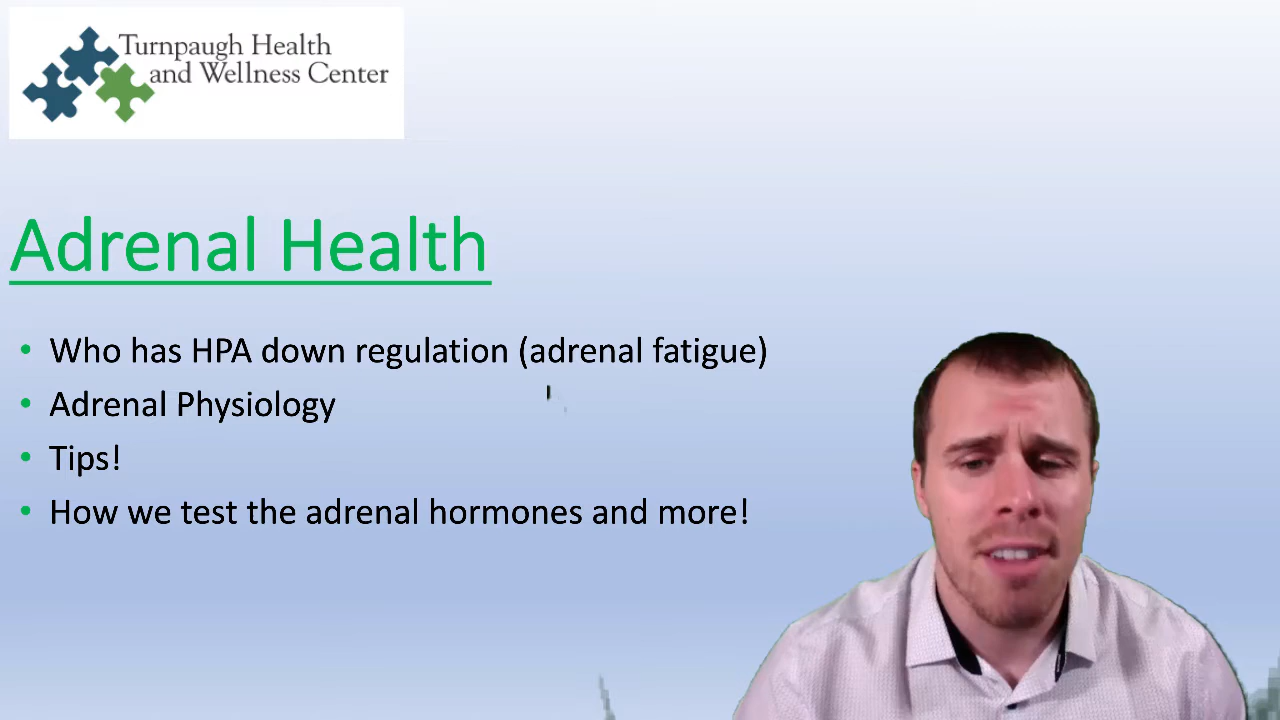 Turnpaugh Health
and Wellness Center
Adrenal Health
• Who has HPA down regulation (adrenal fatigue)
• Adrenal Physiology
• Tips!
• How we test the adrenal hormones and more!